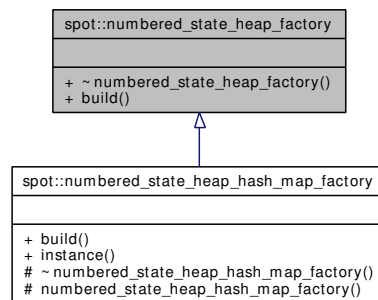 spot::numbered_state_heap_factory
+ ~numbered_state_heap_factory()
+ build()
spot::numbered_state_heap_hash_map_factory
+ build()
+ instance()
# ~numbered_state_heap_hash_map_factory()
# numbered_state_heap_hash_map_factory()